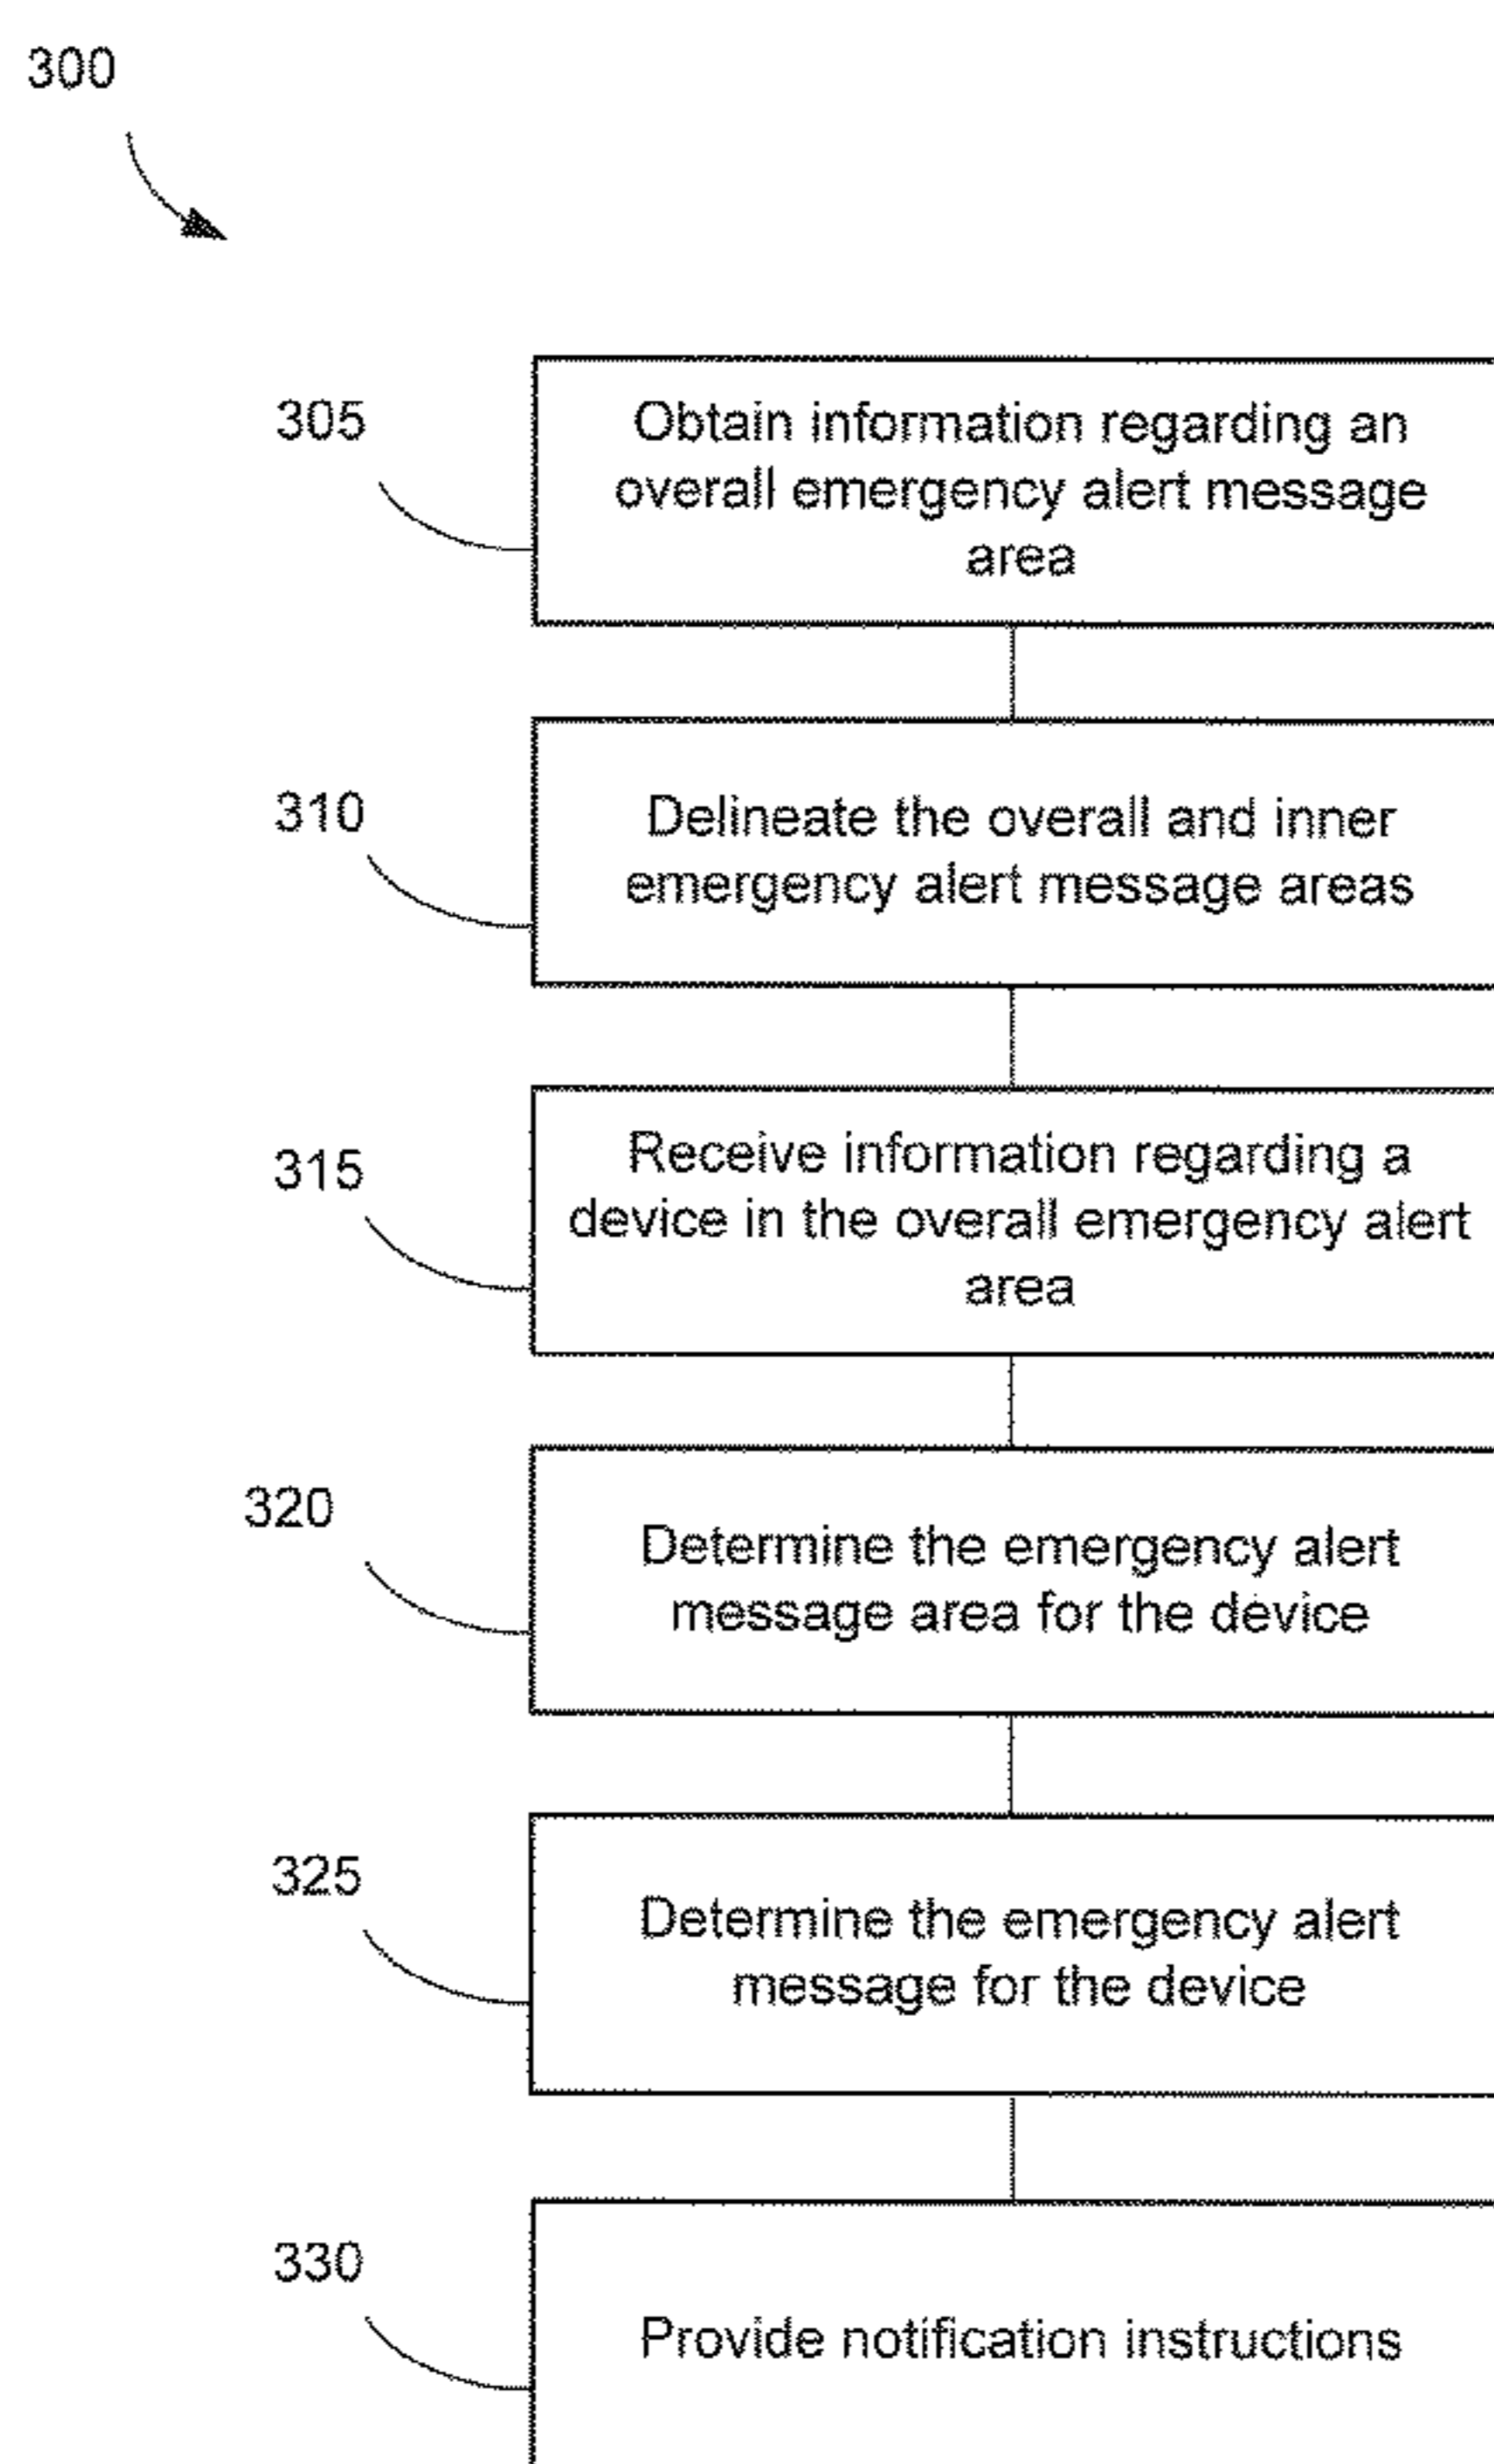 300
305
Obtain information regarding an
overall emergency alert message
area
310
Delineate the overall and inner
emergency alert message areas
315
Receive information regarding a
device in the overall emergency alert
area
320
Determine the emergency alert
message area for the device
325
Determine the emergency alert
message for the device
330
Provide notification instructions